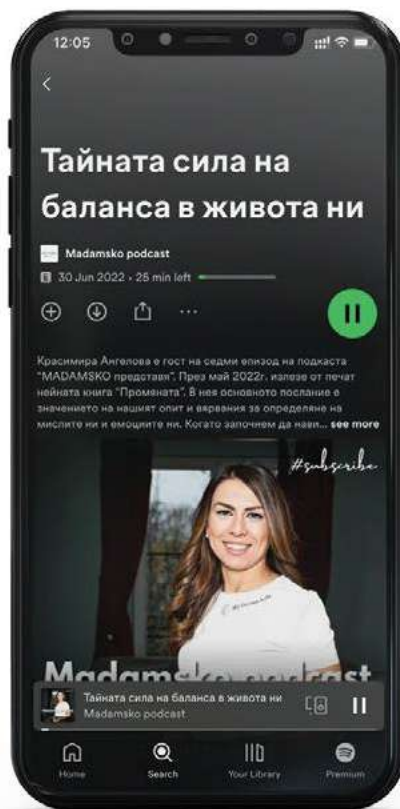 12:05
Тайната сила на
баланса в живота ни
Madamsko podcast
E 30 Jun 2022 • 25 min left
Красимира Ангелова е гост на седми епизод на подкаста
"MADAMSKO представя". През май 2022г. излезе от печат
нейната книга "Промената". В нея основното послание е
значението на нашият опит и вярвания за определяне на
мислите ни и емоциите ни. Когато започнем да нави... see more
#subscribe
Madamsko podcast
Тайната сила на баланса в живота ни
Madamsko podcast
Home Search Your Library Premium